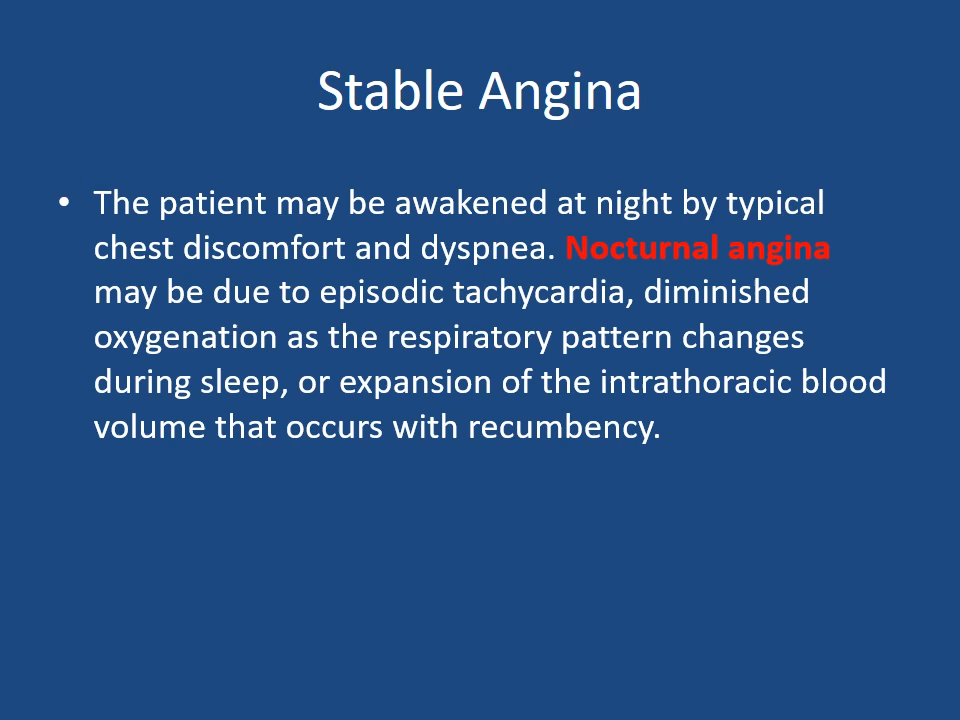 Stable Angina
• The patient may be awakened at night by typical
chest discomfort and dyspnea. Nocturnal angina
may be due to episodic tachycardia, diminished
oxygenation as the respiratory pattern changes
during sleep, or expansion of the intrathoracic blood
volume that occurs with recumbency.